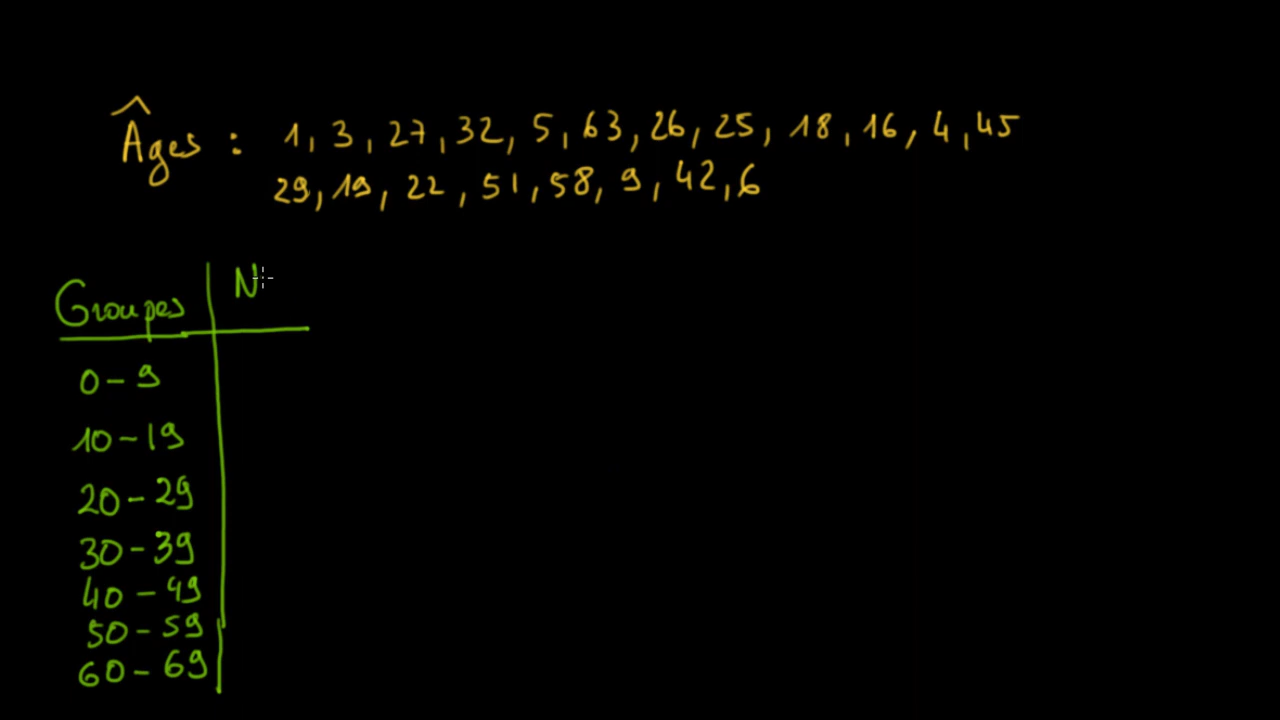 Âges : 1, 3, 27, 32, 5, 63, 26, 25, 18, 16, 4, 45
29, 19, 22, 51, 58, 9, 42, 6
Groupes N
0-9
10-19
20-29
30-39
40-49
50-59
60-69